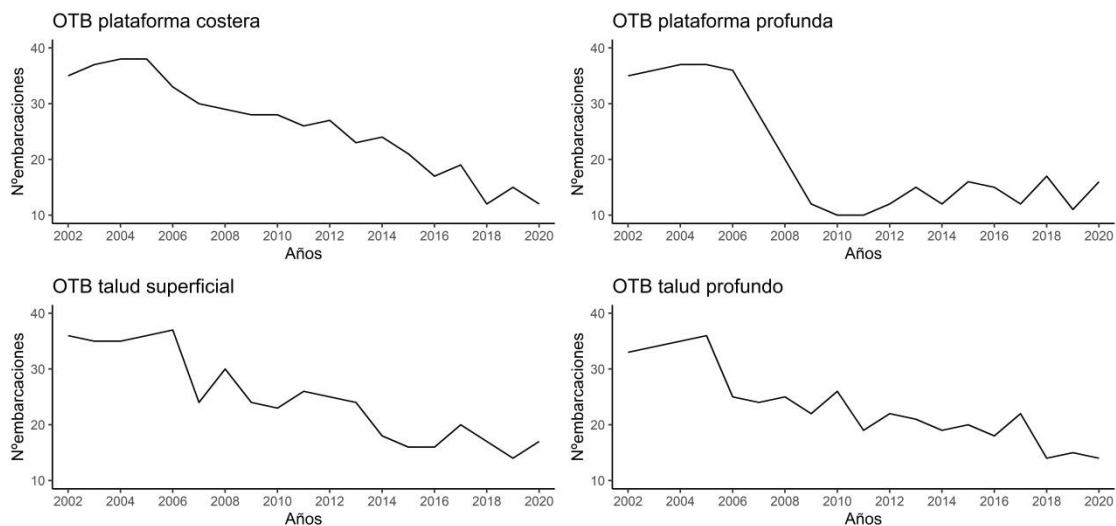 OTB plataforma costera
40
30
20
10
Nºembarcaciones
2002 2004 2006 2008 2010 2012 2014 2016 2018 2020
Años
OTB plataforma profunda
40
30
20
10
Nºembarcaciones
2002 2004 2006 2008 2010 2012 2014 2016 2018 2020
Años
OTB talud superficial
40
30
20
10
Nºembarcaciones
2002 2004 2006 2008 2010 2012 2014 2016 2018 2020
Años
OTB talud profundo
40
30
20
10
Nºembarcaciones
2002 2004 2006 2008 2010 2012 2014 2016 2018 2020
Años